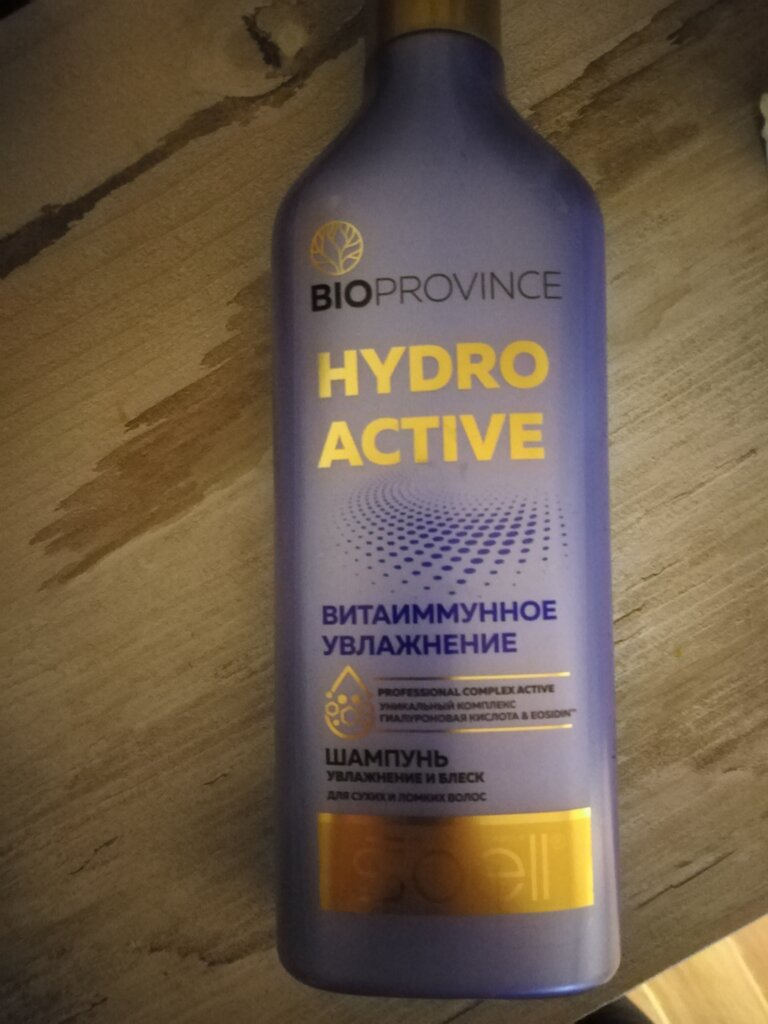 BIOPROVINCE
HYDRO
ACTIVE
ВИТАИММУННОЕ
УВЛАЖНЕНИЕ
PROFESSIONAL COMPLEX ACTIVE
УНИКАЛЬНЫЙ КОМПЛЕКС
ГИАЛУРОНОВАЯ КИСЛОТА & EOSIDIN™
ШАМПУНЬ
УВЛАЖНЕНИЕ И БЛЕСК
ДЛЯ СУХИХ И ЛОМКИХ ВОЛОС